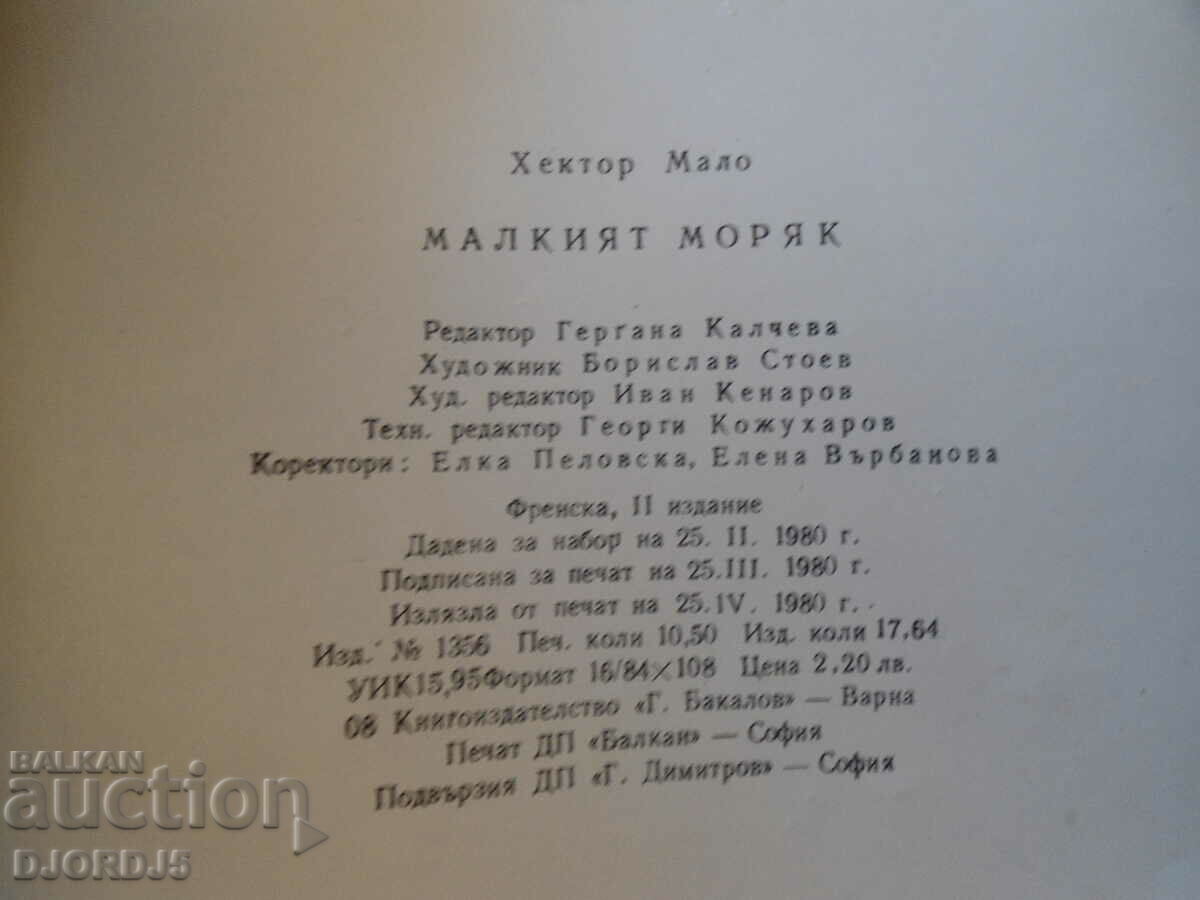 Хектор Мало
МАЛКИЯТ МОРЯК
Редактор Гергана Калчева
Художник Борислав Стоев
Худ. редактор Иван Кенаров
Техн. редактор Георги Кожухаров
Коректори: Елка Пеловска, Елена Върбанова
Френска, II издание
Дадена за набор на 25. II. 1980 г.
Подписана за печат на 25.III. 1980 г.
Излязла от печат на 25.IV. 1980 г.
Изд. № 1356 Печ. коли 10,50 Изд. коли 17,64
УИК 15,95 Формат 16/84×108 Цена 2,20 лв.
08 Книгоиздателство «Г. Бакалов» — Варна
Печат ДП «Балкан» — София
Подвързия ДП «Г. Димитров» — София
BALKAN
auction
DJORDJ5